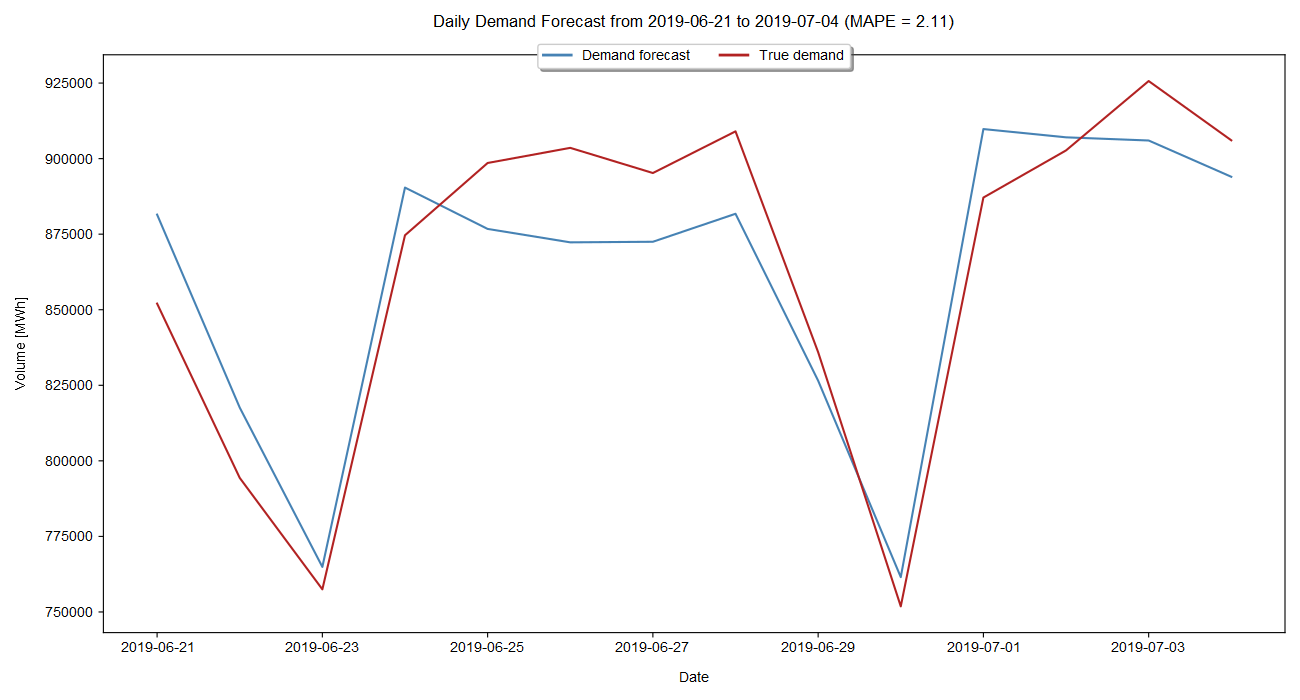 Daily Demand Forecast from 2019-06-21 to 2019-07-04 (MAPE = 2.11)
Demand forecast True demand
925000
900000
875000
850000
825000
800000
775000
750000
Volume [MWh]
2019-06-21 2019-06-23 2019-06-25 2019-06-27 2019-06-29 2019-07-01 2019-07-03
Date